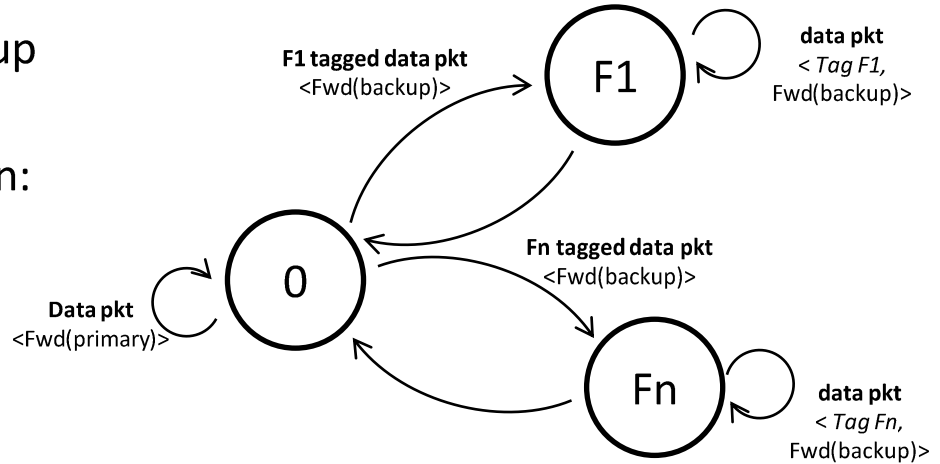 up
n:
F1 tagged data pkt
<Fwd(backup)>
F1
data pkt
< Tag F1,
Fwd(backup)>
0
Data pkt
<Fwd(primary)>
Fn tagged data pkt
<Fwd(backup)>
Fn
data pkt
< Tag Fn,
Fwd(backup)>